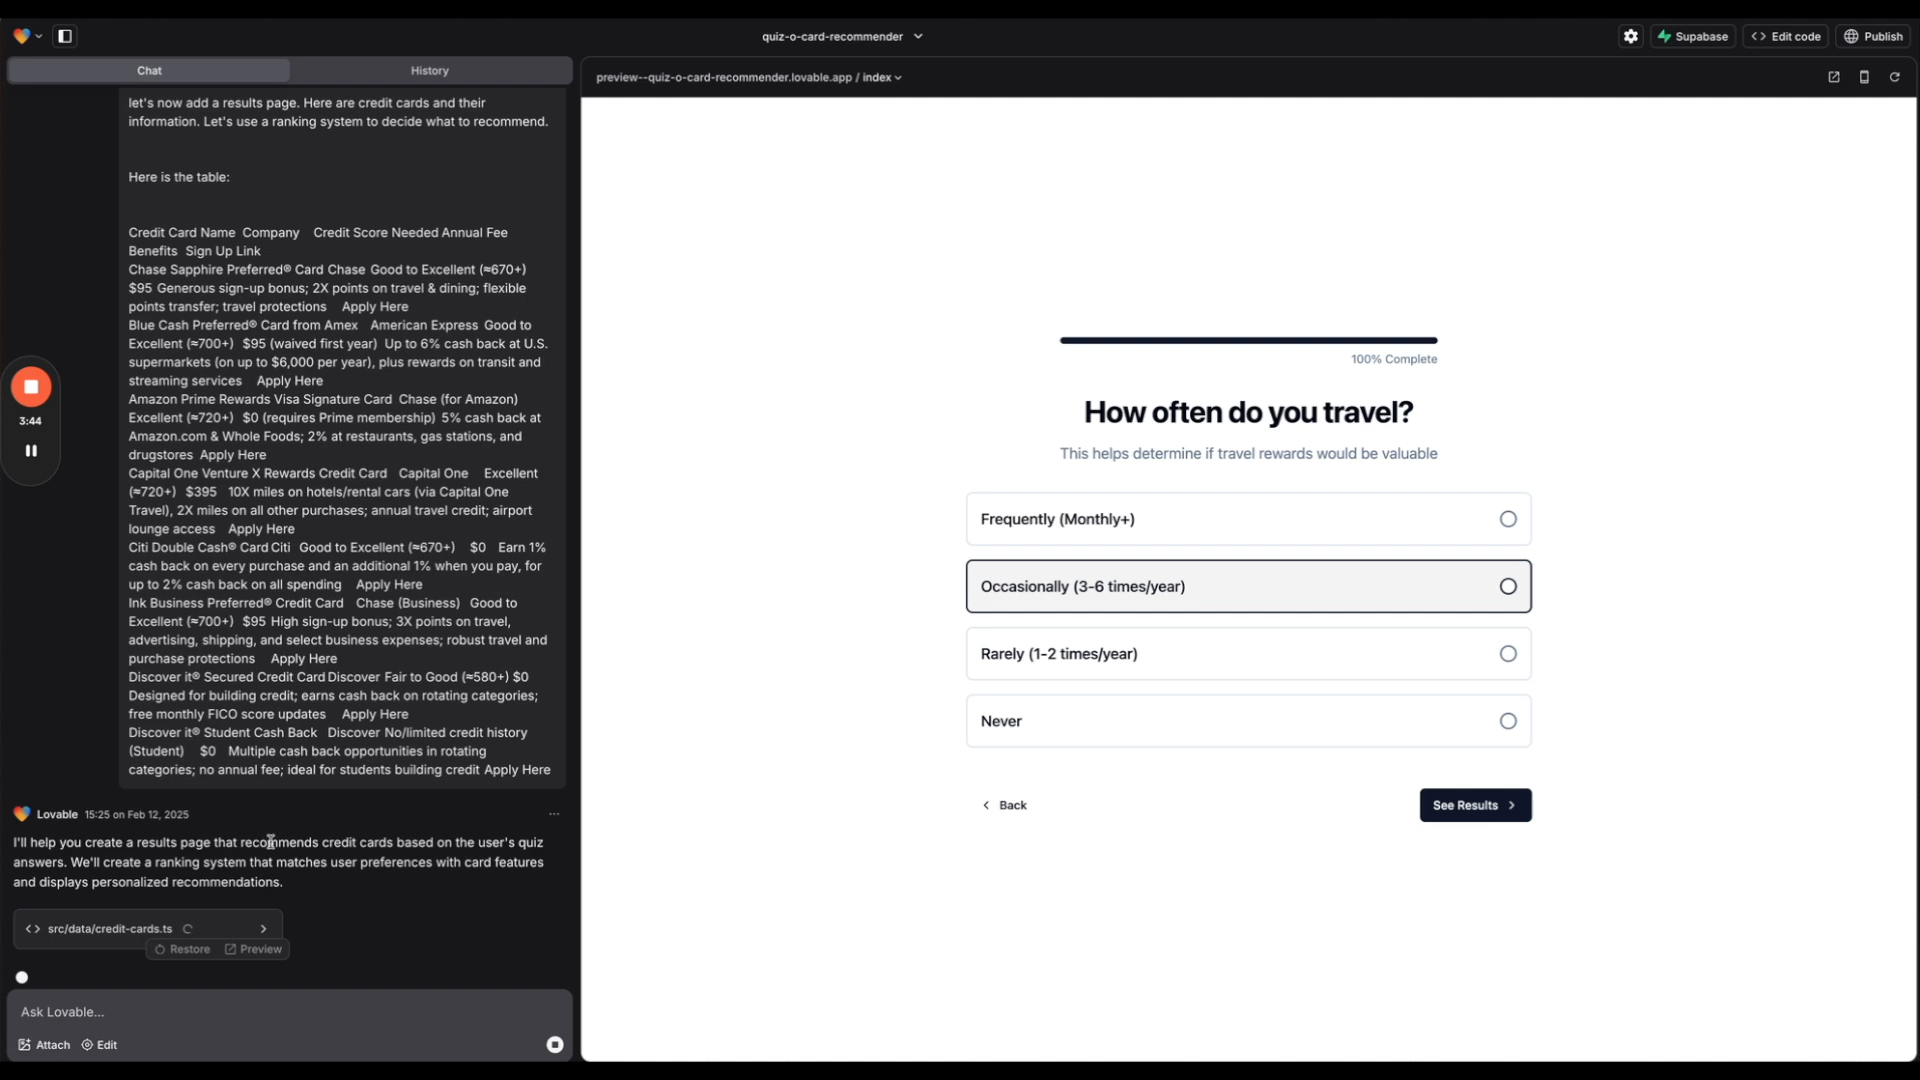 quiz-o-card-recommender
Supabase
Edit code
Publish
Chat
History
preview--quiz-o-card-recommender.lovable.app / index
let's now add a results page. Here are credit cards and their
information. Let's use a ranking system to decide what to recommend.
Here is the table:
Credit Card Name Company Credit Score Needed Annual Fee
Benefits Sign Up Link
Chase Sapphire Preferred® Card Chase Good to Excellent (≈670+)
$95 Generous sign-up bonus; 2X points on travel & dining; flexible
points transfer; travel protections Apply Here
Blue Cash Preferred® Card from Amex American Express Good to
Excellent (≈700+) $95 (waived first year) Up to 6% cash back at U.S.
supermarkets (on up to $6,000 per year), plus rewards on transit and
streaming services Apply Here
Amazon Prime Rewards Visa Signature Card Chase (for Amazon)
Excellent (≈720+) $0 (requires Prime membership) 5% cash back at
Amazon.com & Whole Foods; 2% at restaurants, gas stations, and
drugstores Apply Here
Capital One Venture X Rewards Credit Card Capital One Excellent
(≈720+) $395 10X miles on hotels/rental cars (via Capital One
Travel), 2X miles on all other purchases; annual travel credit; airport
lounge access Apply Here
Citi Double Cash® Card Citi Good to Excellent (≈670+) $0 Earn 1%
cash back on every purchase and an additional 1% when you pay, for
up to 2% cash back on all spending Apply Here
Ink Business Preferred® Credit Card Chase (Business) Good to
Excellent (≈700+) $95 High sign-up bonus; 3X points on travel,
advertising, shipping, and select business expenses; robust travel and
purchase protections Apply Here
Discover it® Secured Credit Card Discover Fair to Good (≈580+) $0
Designed for building credit; earns cash back on rotating categories;
free monthly FICO score updates Apply Here
Discover it® Student Cash Back Discover No/limited credit history
(Student) $0 Multiple cash back opportunities in rotating
categories; no annual fee; ideal for students building credit Apply Here
3:44
Lovable 15:25 on Feb 12, 2025
I'll help you create a results page that recommends credit cards based on the user's quiz
answers. We'll create a ranking system that matches user preferences with card features
and displays personalized recommendations.
src/data/credit-cards.ts
Restore Preview
Ask Lovable...
Attach Edit
100% Complete
How often do you travel?
This helps determine if travel rewards would be valuable
Frequently (Monthly+)
Occasionally (3-6 times/year)
Rarely (1-2 times/year)
Never
Back
See Results